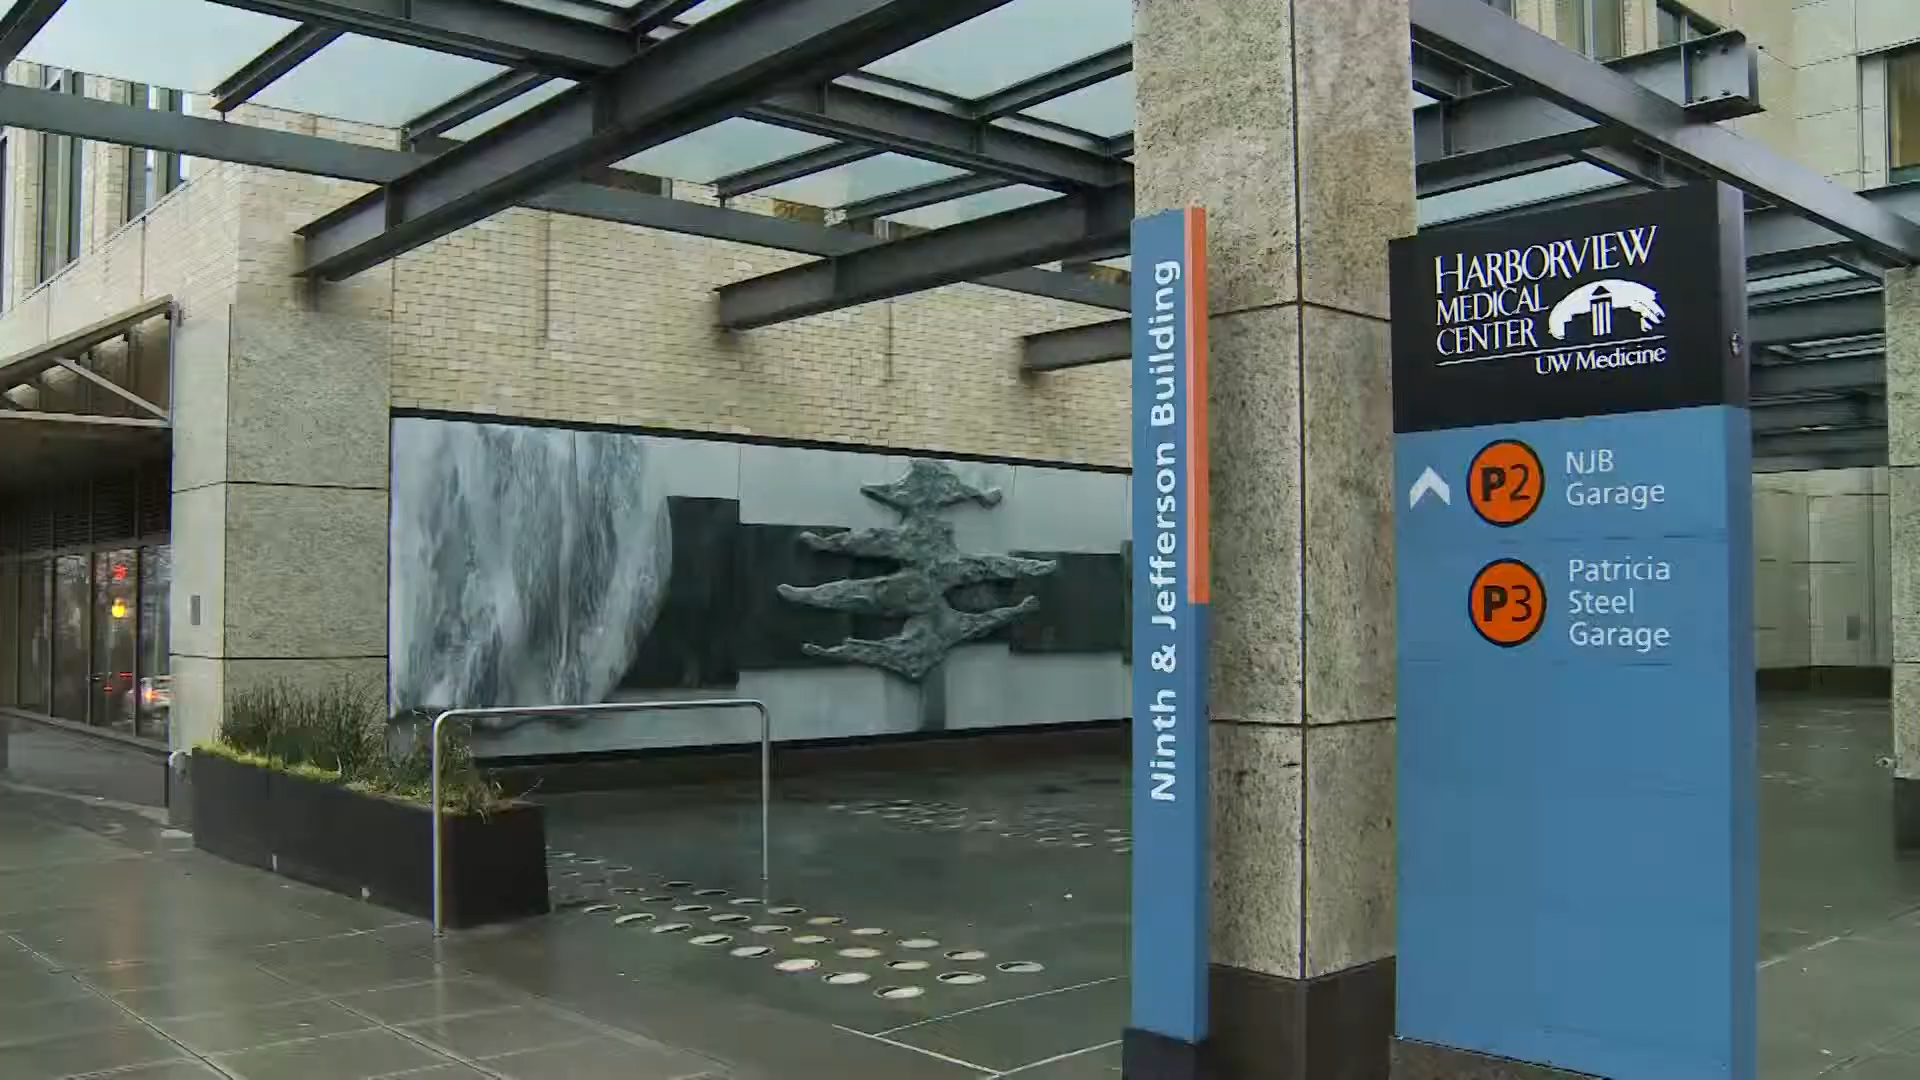 Ninth & Jefferson Building
HARBORVIEW
MEDICAL
CENTER
UW Medicine
P2
NJB
Garage
P3
Patricia
Steel
Garage